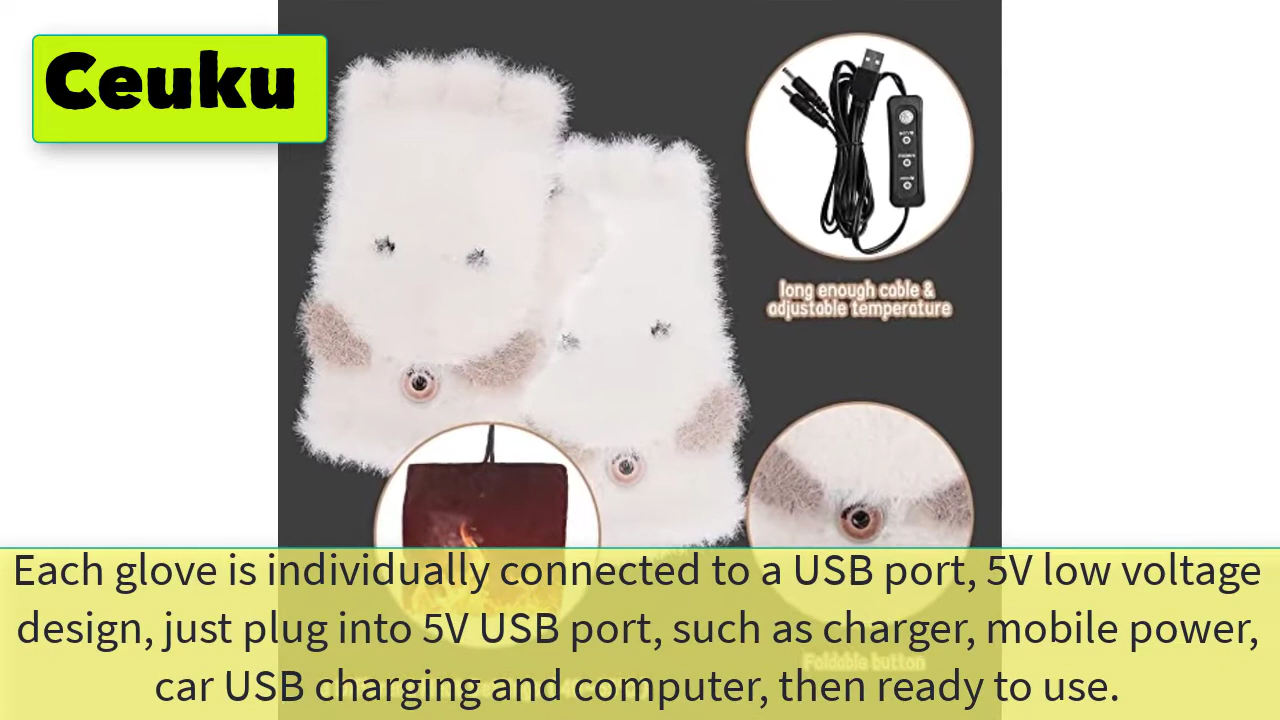 Ceuku
long enough cable &
adjustable temperature
Each glove is individually connected to a USB port, 5V low voltage
design, just plug into 5V USB port, such as charger, mobile power,
Foldable button
car USB charging and computer, then ready to use.